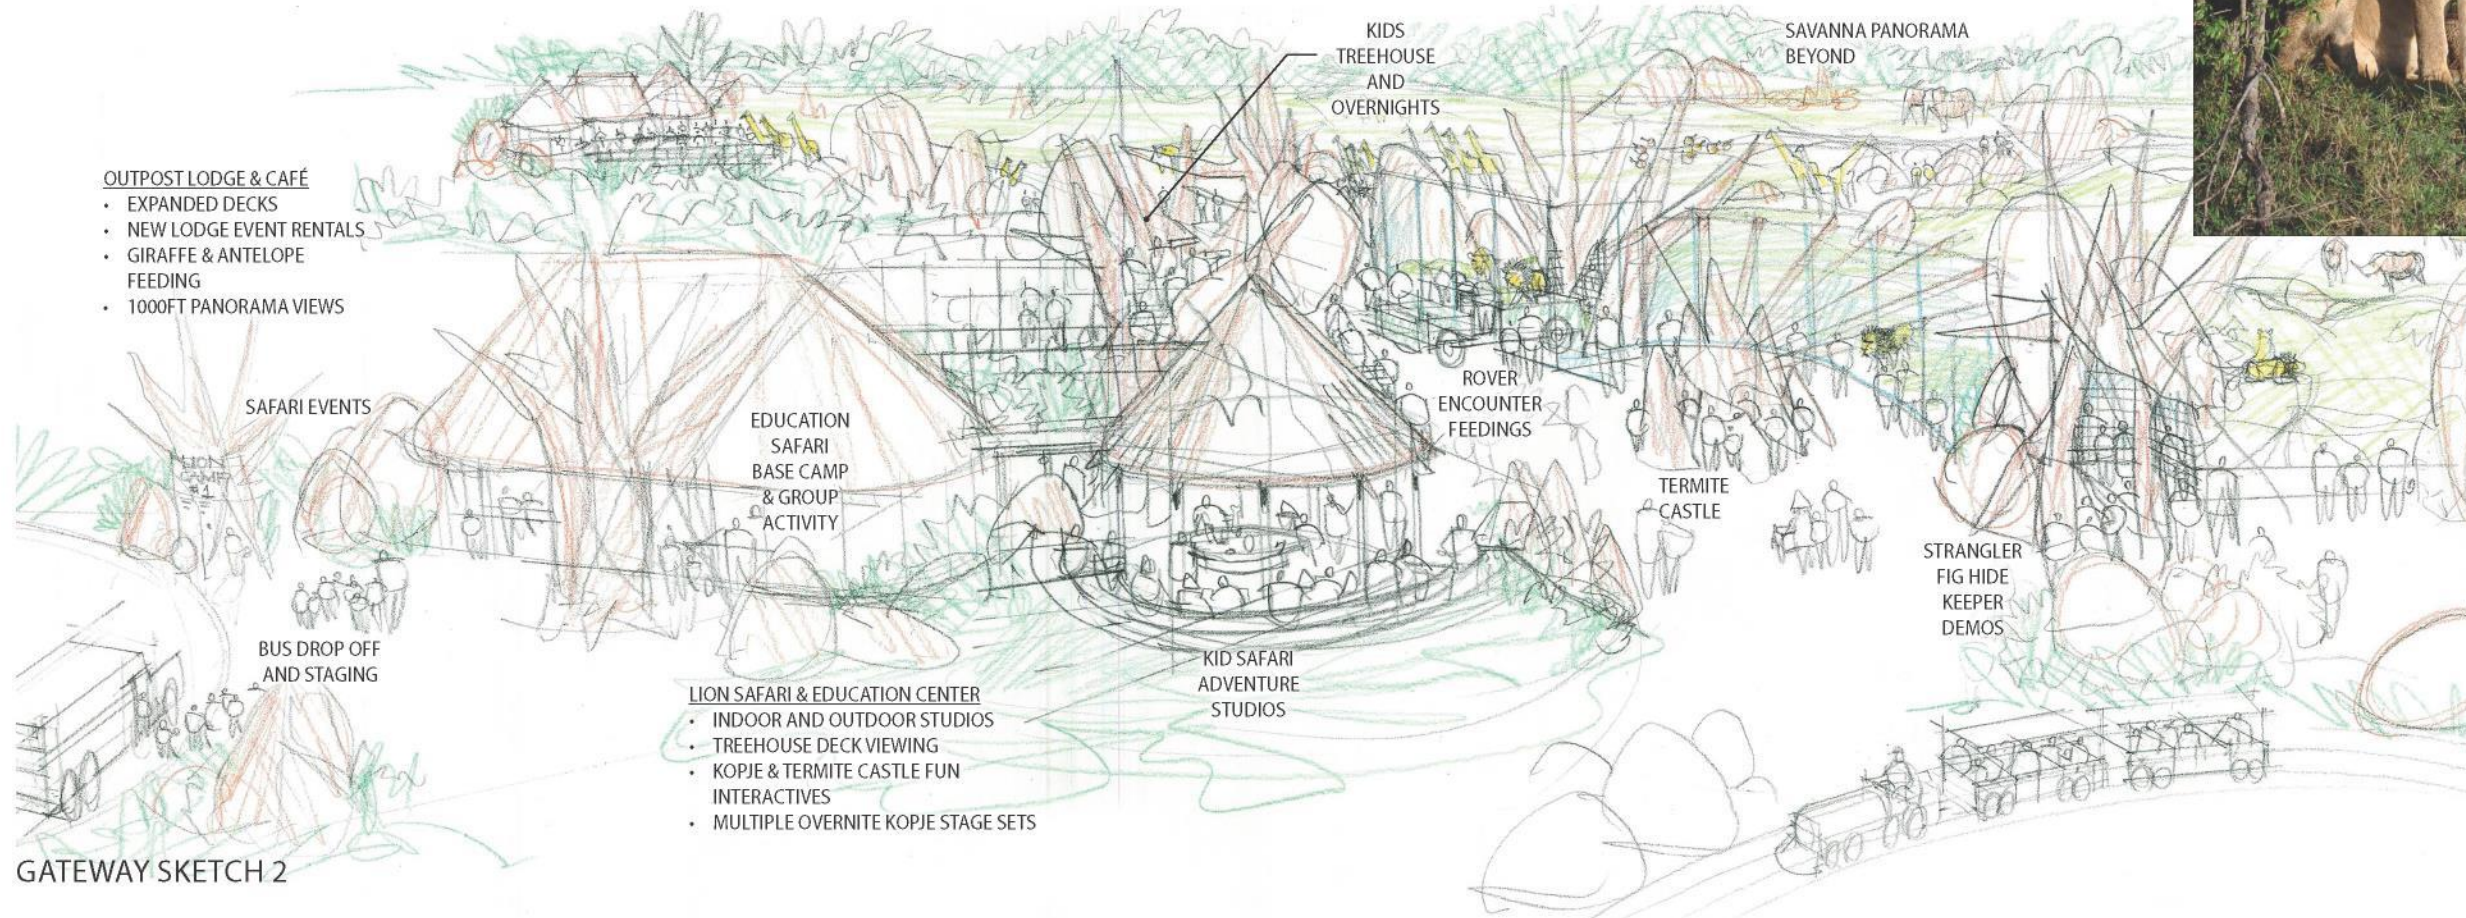 KIDS
TREEHOUSE
AND
OVERNIGHTS
SAVANNA PANORAMA
BEYOND
OUTPOST LODGE & CAFÉ
• EXPANDED DECKS
• NEW LODGE EVENT RENTALS
• GIRAFFE & ANTELOPE
FEEDING
• 1000FT PANORAMA VIEWS
SAFARI EVENTS
LION
CAMP
#1
EDUCATION
SAFARI
BASE CAMP
& GROUP
ACTIVITY
ROVER
ENCOUNTER
FEEDINGS
TERMITE
CASTLE
STRANGLER
FIG HIDE
KEEPER
DEMOS
BUS DROP OFF
AND STAGING
KID SAFARI
ADVENTURE
STUDIOS
LION SAFARI & EDUCATION CENTER
• INDOOR AND OUTDOOR STUDIOS
• TREEHOUSE DECK VIEWING
• KOPJE & TERMITE CASTLE FUN
INTERACTIVES
• MULTIPLE OVERNITE KOPJE STAGE SETS
GATEWAY SKETCH 2